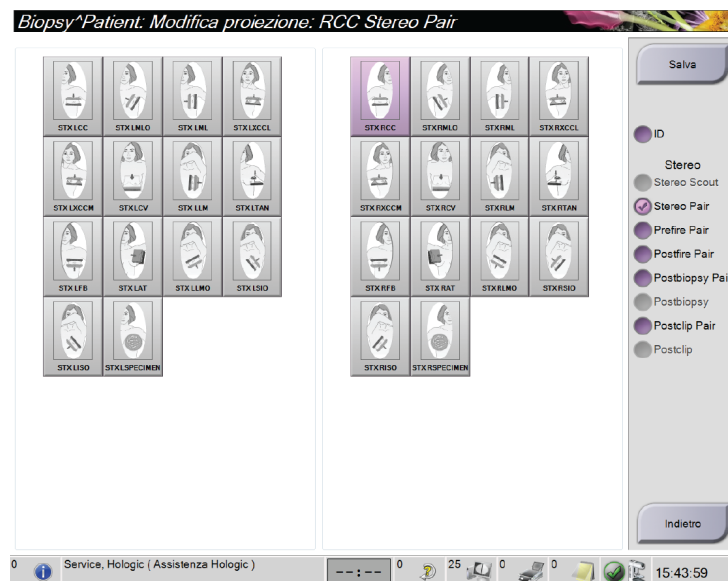 Biopsy^Patient: Modifica proiezione: RCC Stereo Pair
STX LCC STX LMLO STX LML STX LXCCL
STX LXCCM STX LCV STX LLM STX LTAN
STX LFB STX LAT STX LLMO STX LSIO
STX LISO STX LSPECIMEN
STX RCC STX RMLO STX RML STX RXCCL
STX RXCCM STX RCV STX RLM STX RTAN
STX RFB STX RAT STX RLMO STX RSIO
STX RISO STX RSPECIMEN
Salva
ID
Stereo
Stereo Scout
Stereo Pair
Prefire Pair
Postfire Pair
Postbiopsy Pai
Postbiopsy
Postclip Pair
Postclip
Indietro
0 Service, Hologic ( Assistenza Hologic ) --:-- 0 25 0 0 15:43:59